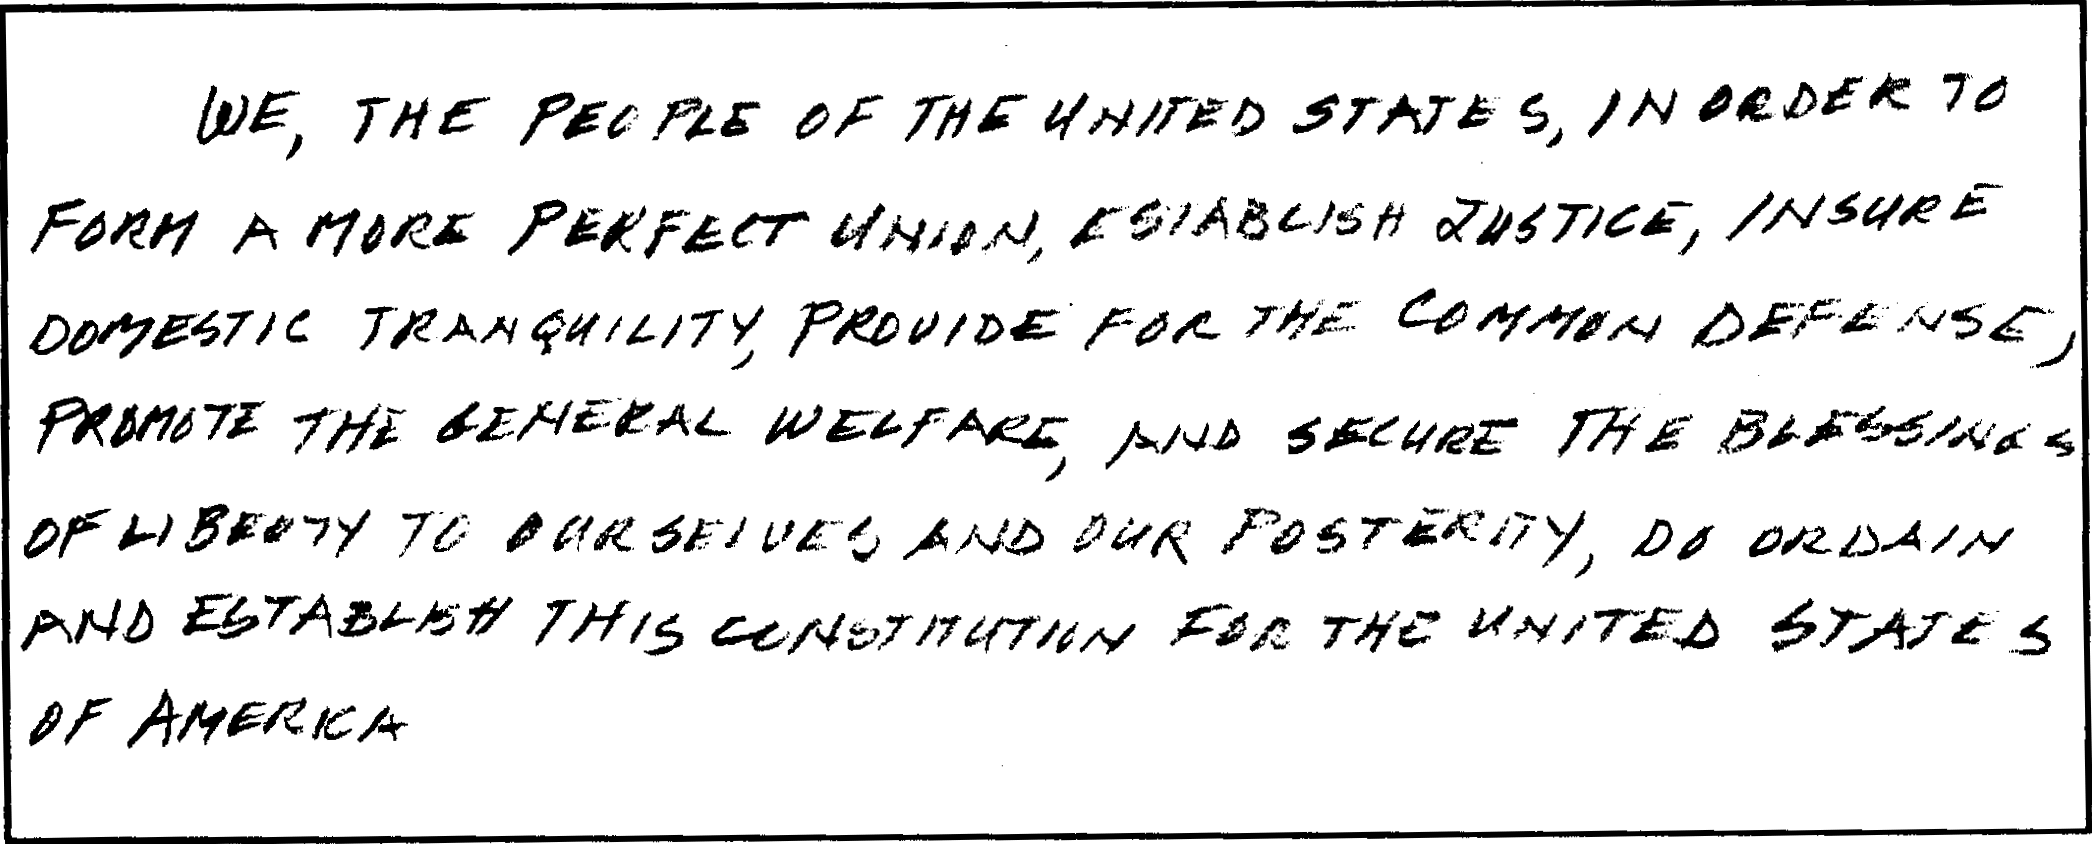 WE, THE PEOPLE OF THE UNITED STATES, IN ORDER TO
FORM A MORE PERFECT UNION, ESTABLISH JUSTICE, INSURE
DOMESTIC TRANQUILITY, PROVIDE FOR THE COMMON DEFENSE,
PROMOTE THE GENERAL WELFARE, AND SECURE THE BLESSINGS
OF LIBERTY TO OURSELVES AND OUR POSTERITY, DO ORDAIN
AND ESTABLISH THIS CONSTITUTION FOR THE UNITED STATES
OF AMERICA